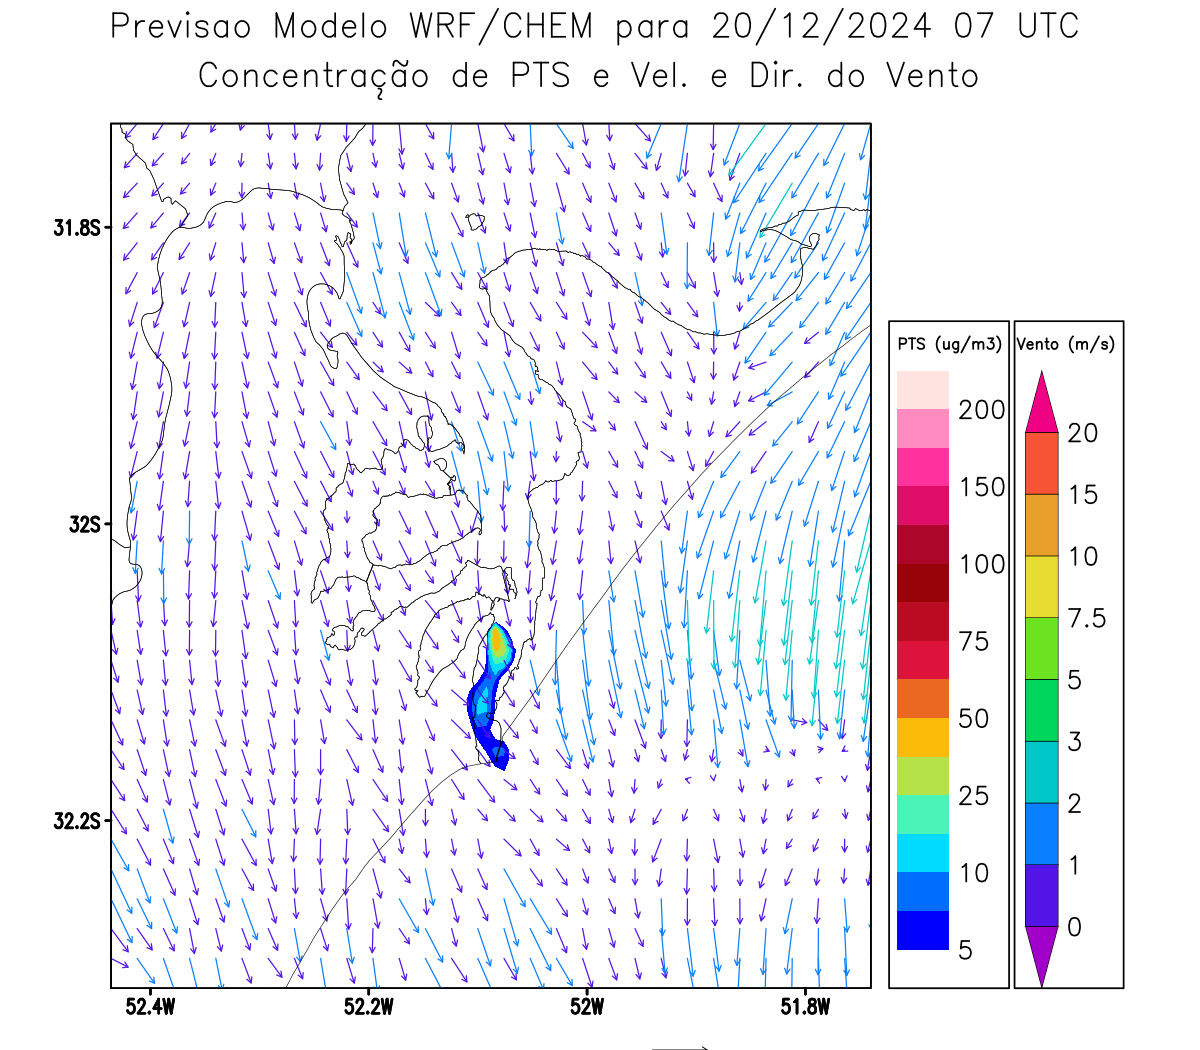 Previsao Modelo WRF/CHEM para 20/12/2024 07 UTC
Concentração de PTS e Vel. e Dir. do Vento
31.8S
32S
32.2S
52.4W
52.2W
52W
51.8W
PTS (ug/m3)
200
150
100
75
50
25
10
5
Vento (m/s)
20
15
10
7.5
5
3
2
1
0